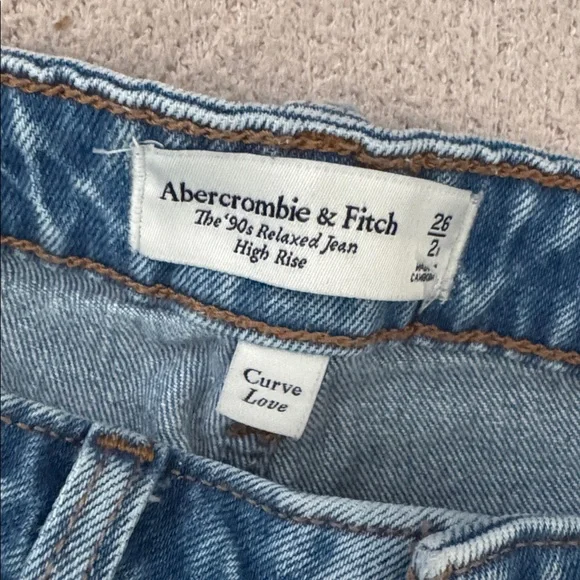 Abercrombie & Fitch
The '90s Relaxed Jean
High Rise
26
Curve
Love